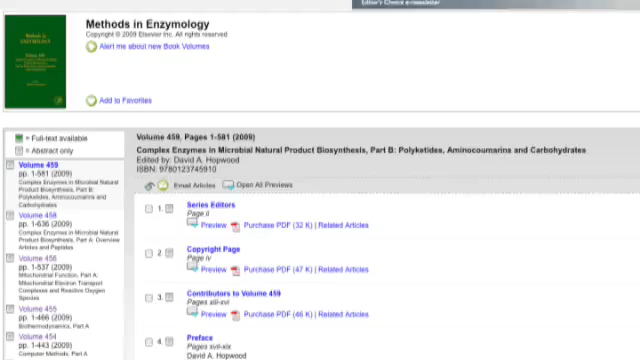 Editor's Choice e-newsletter
Methods in Enzymology
Copyright © 2009 Elsevier Inc. All rights reserved
Alert me about new Book Volumes
Add to Favorites
METHODS IN
ENZYMOLOGY
= Full-text available
= Abstract only
Volume 459
pp. 1-581 (2009)
Complex Enzymes in Microbial Natural
Product Biosynthesis, Part B:
Polyketides, Aminocoumarins and
Carbohydrates
Volume 458
pp. 1-636 (2009)
Complex Enzymes in Microbial Natural
Product Biosynthesis, Part A: Overview
Articles and Peptides
Volume 456
pp. 1-537 (2009)
Mitochondrial Function, Part A:
Mitochondrial Electron Transport
Complexes and Reactive Oxygen
Species
Volume 455
pp. 1-466 (2009)
Biothermodynamics, Part A
Volume 454
pp. 1-443 (2009)
Computer Methods, Part A
Volume 459, Pages 1-581 (2009)
Complex Enzymes in Microbial Natural Product Biosynthesis, Part B: Polyketides, Aminocoumarins and Carbohydrates
Edited by: David A. Hopwood
ISBN: 9780123745910
Email Articles Open All Previews
1. Series Editors
Page ii
Preview Purchase PDF (32 K) | Related Articles
2. Copyright Page
Page iv
Preview Purchase PDF (47 K) | Related Articles
3. Contributors to Volume 459
Pages xiii-xvi
Preview Purchase PDF (46 K) | Related Articles
4. Preface
Pages xvii-xix
David A. Hopwood